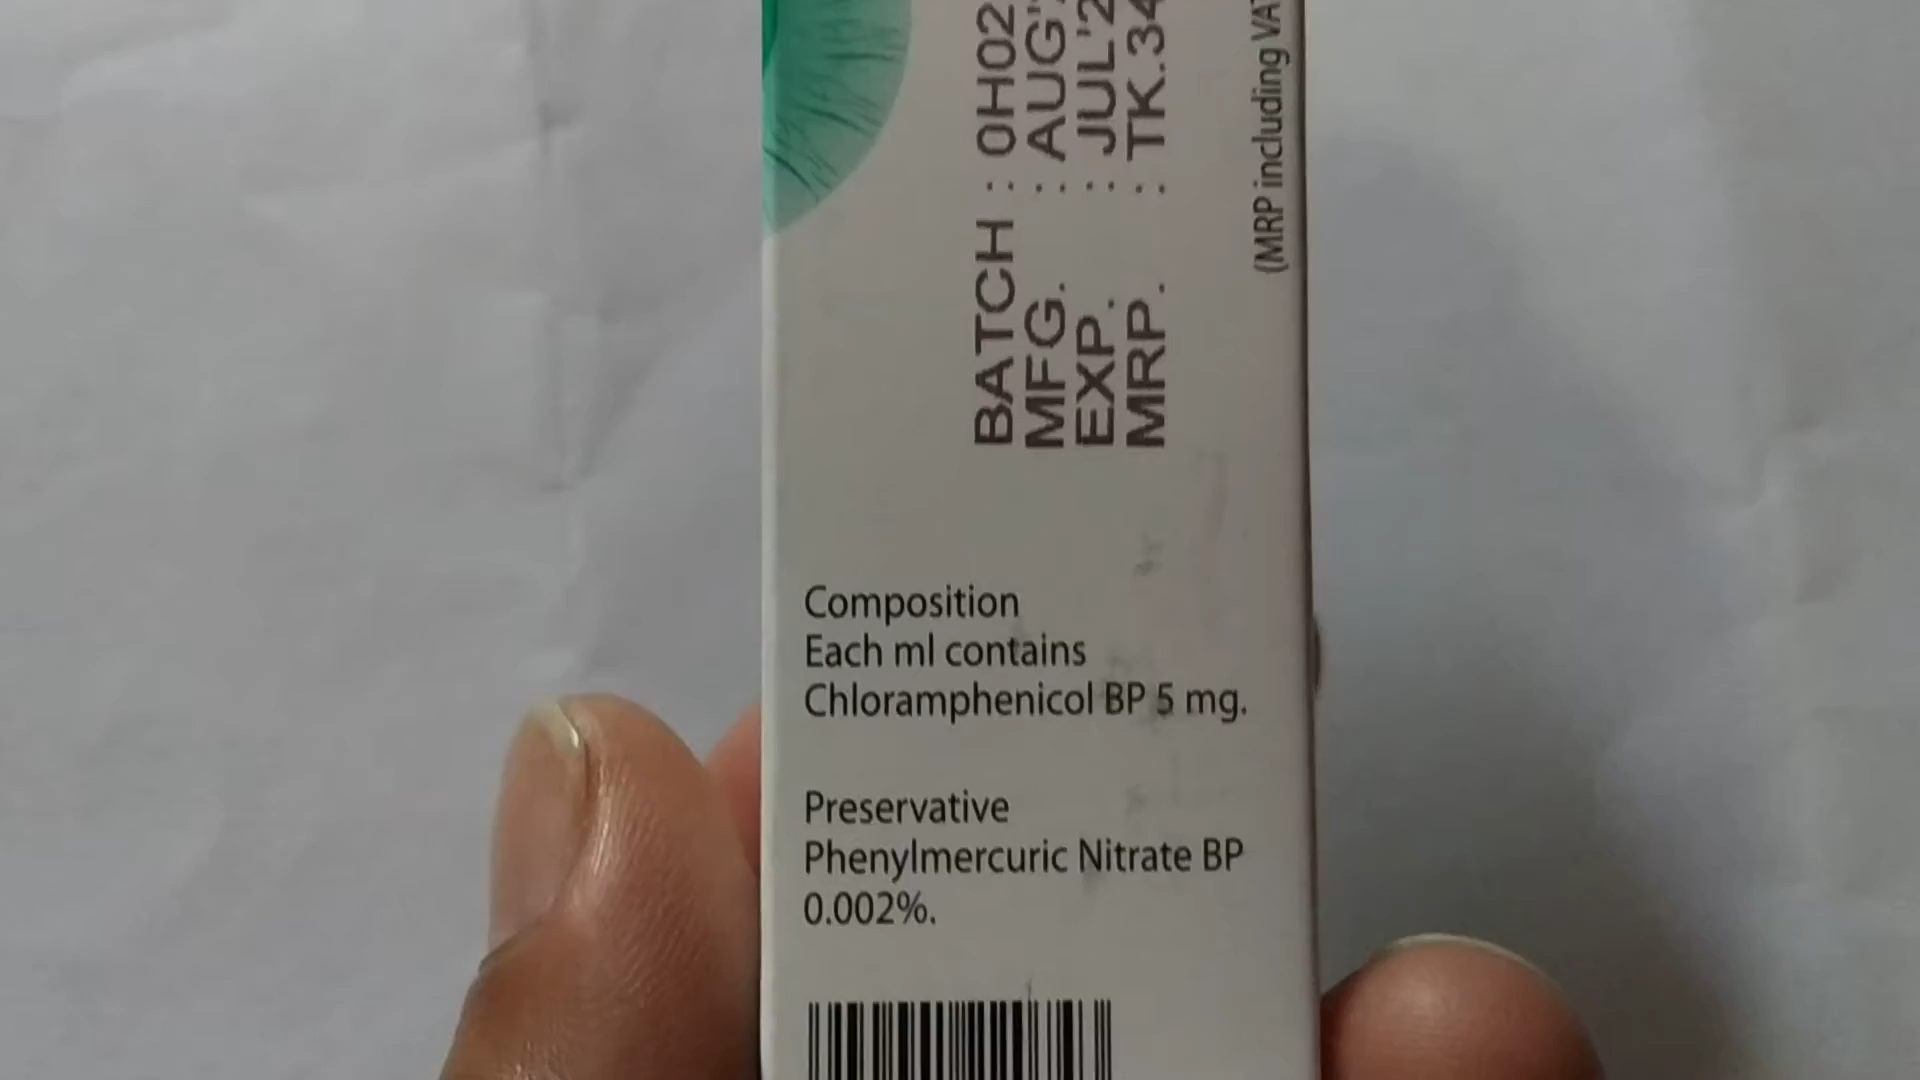 BATCH : 0H02
MFG. : AUG'
EXP. : JUL'2
MRP. : TK.34
(MRP including VAT
Composition
Each ml contains
Chloramphenicol BP 5 mg.
Preservative
Phenylmercuric Nitrate BP
0.002%.